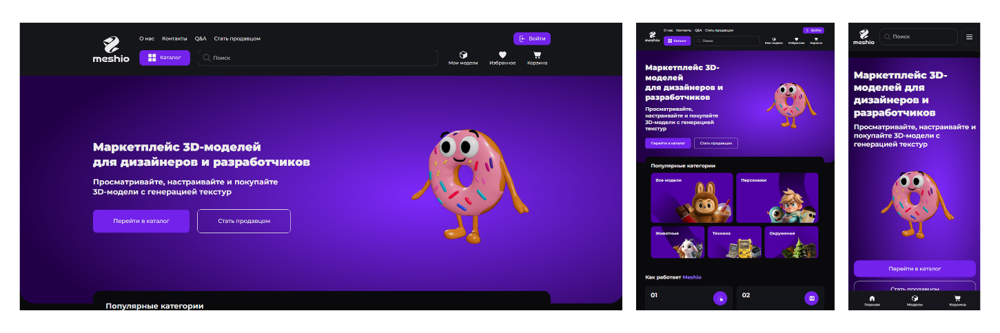 О нас Контакты Q&A Стать продавцом
Войти
meshio
Каталог
Поиск
Мои модели Избранное Корзина
Маркетплейс 3D-моделей
для дизайнеров и разработчиков
Просматривайте, настраивайте и покупайте
3D-модели с генерацией текстур
Перейти в каталог
Стать продавцом
Популярные категории
О нас Контакты Q&A Стать продавцом
Войти
meshio
Каталог
Поиск
Мои модели Избранное Корзина
Маркетплейс 3D-
моделей
для дизайнеров и
разработчиков
Просматривайте,
настраивайте и покупайте
3D-модели с генерацией
текстур
Перейти в каталог
Стать продавцом
Популярные категории
Все модели
Персонажи
Животные
Техника
Окружение
Как работает Meshio
01
02
meshio
Поиск
Маркетплейс 3D-
моделей для
дизайнеров и
разработчиков
Просматривайте, настраивайте и
покупайте 3D-модели с
генерацией текстур
Перейти в каталог
Стать продавцом
Главная Модели Корзина